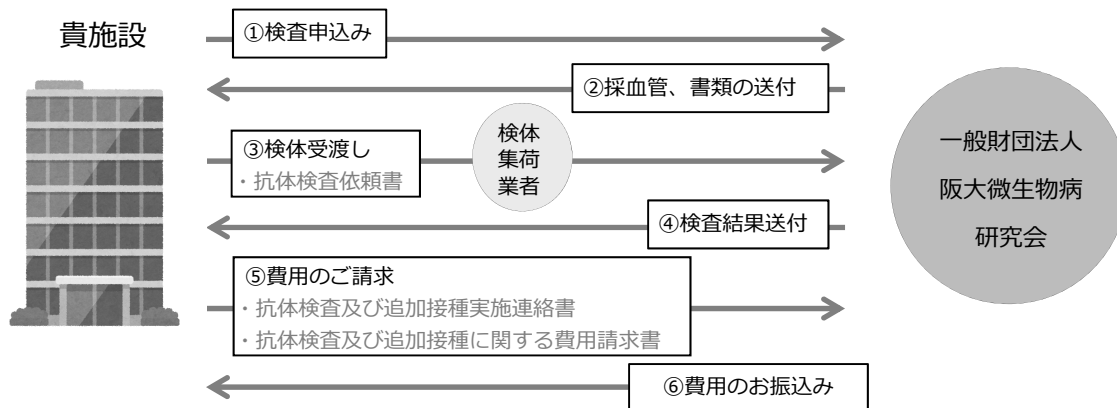 貴施設
①検査申込み
②採血管、書類の送付
③検体受渡し
・抗体検査依頼書
検体
集荷
業者
一般財団法人
阪大微生物病
研究会
④検査結果送付
⑤費用のご請求
・抗体検査及び追加接種実施連絡書
・抗体検査及び追加接種に関する費用請求書
⑥費用のお振込み